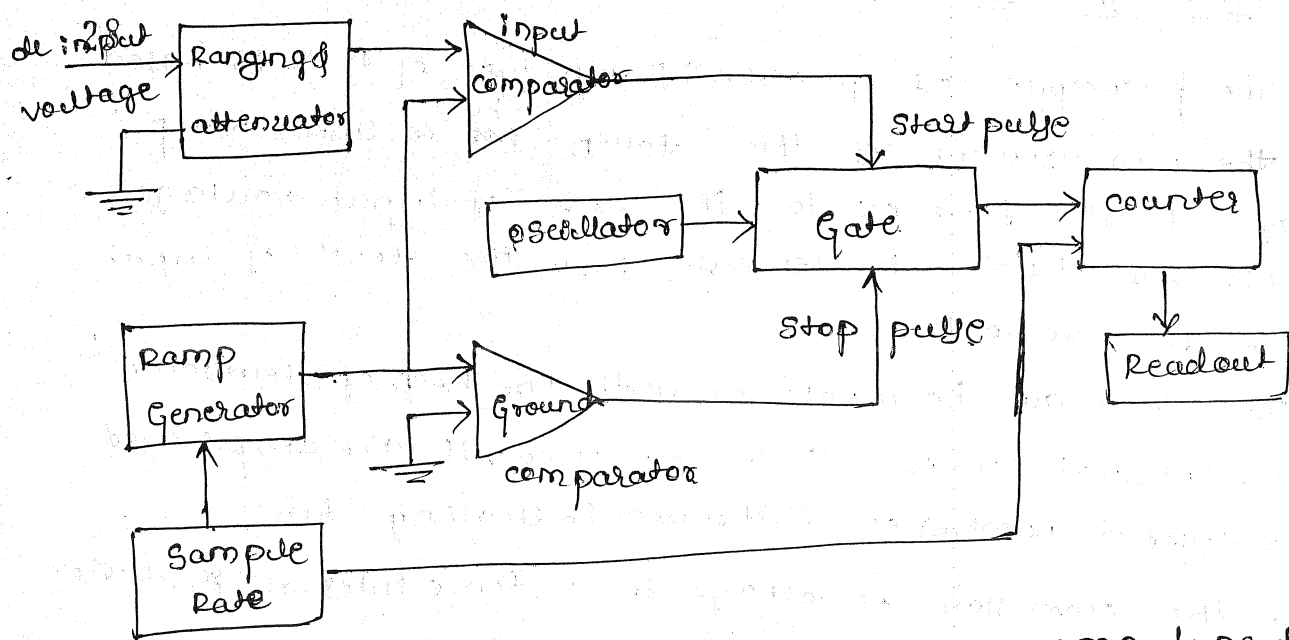 dc input
voltage
Ranging &
attenuator
input
comparator
Start pulse
oscillator
Gate
counter
Stop pulse
Readout
Ramp
Generator
Ground
comparator
Sample
Rate